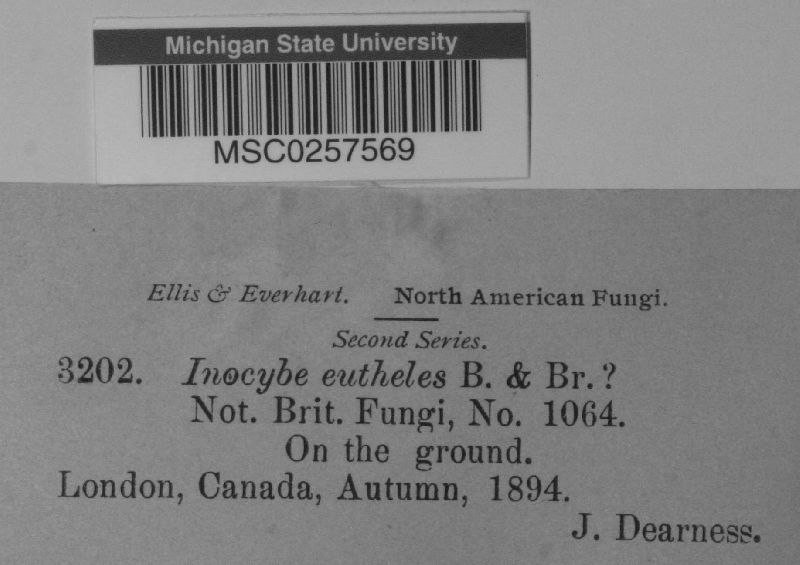 Michigan State University
MSC0257569
Ellis & Everhart. North American Fungi.
Second Series.
3202. Inocybe eutheles B. & Br. ?
Not. Brit. Fungi, No. 1064.
On the ground.
London, Canada, Autumn, 1894.
J. Dearness.